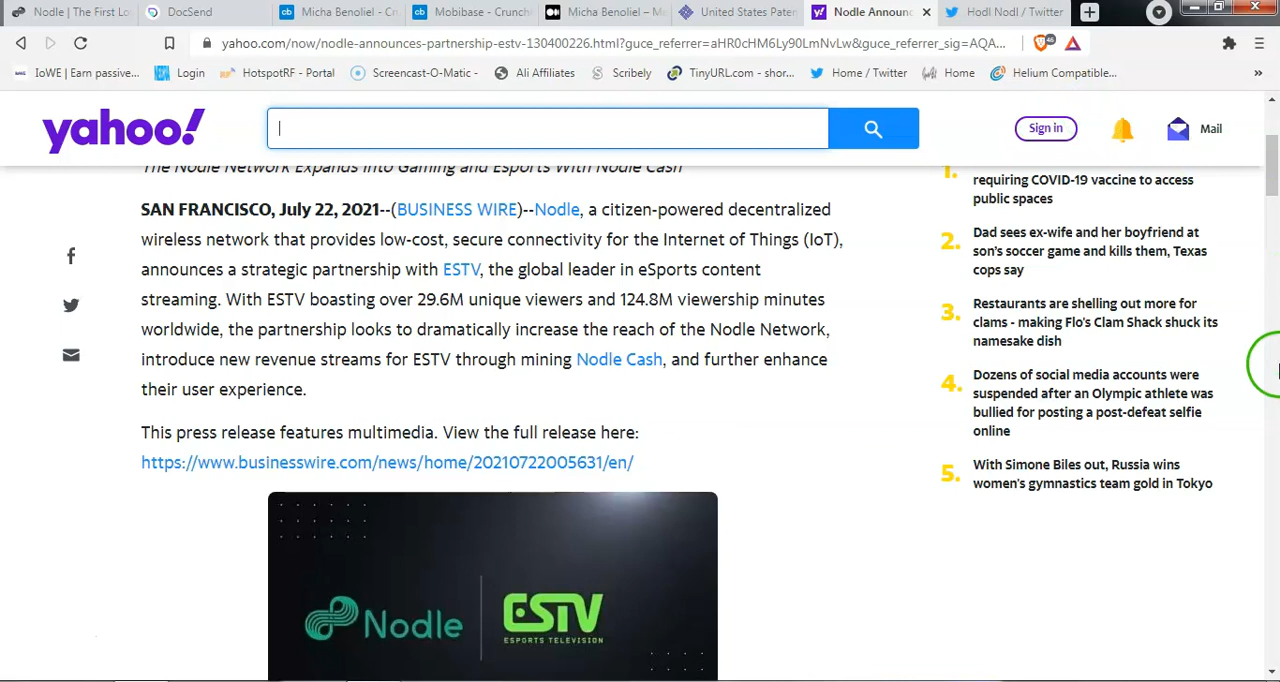 Nodle | The First Lo
DocSend
Micha Benoliel - Cr
Mobibase - Crunch
Micha Benoliel – M
United States Pate
Nodle Announ
Hodl Nodl / Twitter
yahoo.com/now/nodle-announces-partnership-estv-130400226.html?guce_referrer=aHR0cHM6Ly90LmNvLw&guce_referrer_sig=AQA...
IoWE | Earn passive...
Login
HotspotRF - Portal
Screencast-O-Matic -
Ali Affiliates
Scribely
TinyURL.com - shor...
Home / Twitter
Home
Helium Compatible...
»
yahoo!
Sign in
Mail
The Nodle Network Expands Into Gaming and Esports With Nodle Cash
SAN FRANCISCO, July 22, 2021--(BUSINESS WIRE)--Nodle, a citizen-powered decentralized
wireless network that provides low-cost, secure connectivity for the Internet of Things (IoT),
announces a strategic partnership with ESTV, the global leader in eSports content
streaming. With ESTV boasting over 29.6M unique viewers and 124.8M viewership minutes
worldwide, the partnership looks to dramatically increase the reach of the Nodle Network,
introduce new revenue streams for ESTV through mining Nodle Cash, and further enhance
their user experience.
This press release features multimedia. View the full release here:
https://www.businesswire.com/news/home/20210722005631/en/
Nodle
ESTV
ESPORTS TELEVISION
1.
requiring COVID-19 vaccine to access
public spaces
2. Dad sees ex-wife and her boyfriend at
son's soccer game and kills them, Texas
cops say
3. Restaurants are shelling out more for
clams - making Flo's Clam Shack shuck its
namesake dish
4. Dozens of social media accounts were
suspended after an Olympic athlete was
bullied for posting a post-defeat selfie
online
5. With Simone Biles out, Russia wins
women's gymnastics team gold in Tokyo